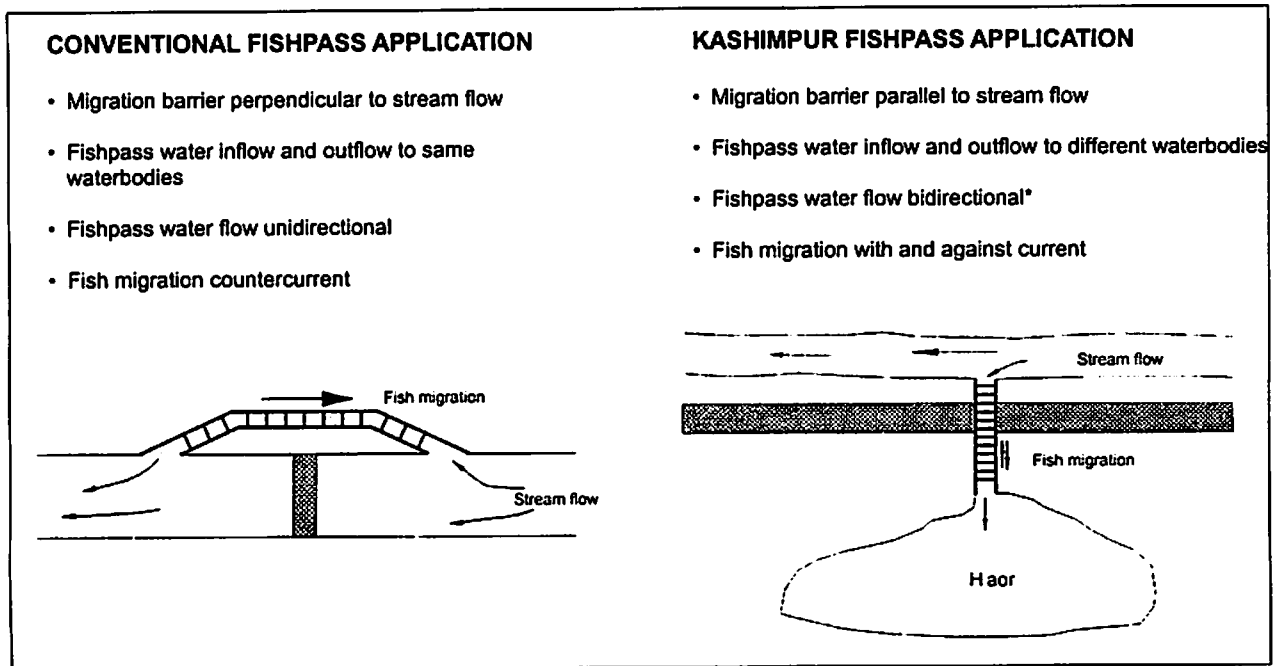 CONVENTIONAL FISHPASS APPLICATION
• Migration barrier perpendicular to stream flow
• Fishpass water inflow and outflow to same
waterbodies
• Fishpass water flow unidirectional
• Fish migration countercurrent
Fish migration
Stream flow
KASHIMPUR FISHPASS APPLICATION
• Migration barrier parallel to stream flow
• Fishpass water inflow and outflow to different waterbodies
• Fishpass water flow bidirectional*
• Fish migration with and against current
Stream flow
Fish migration
Haor